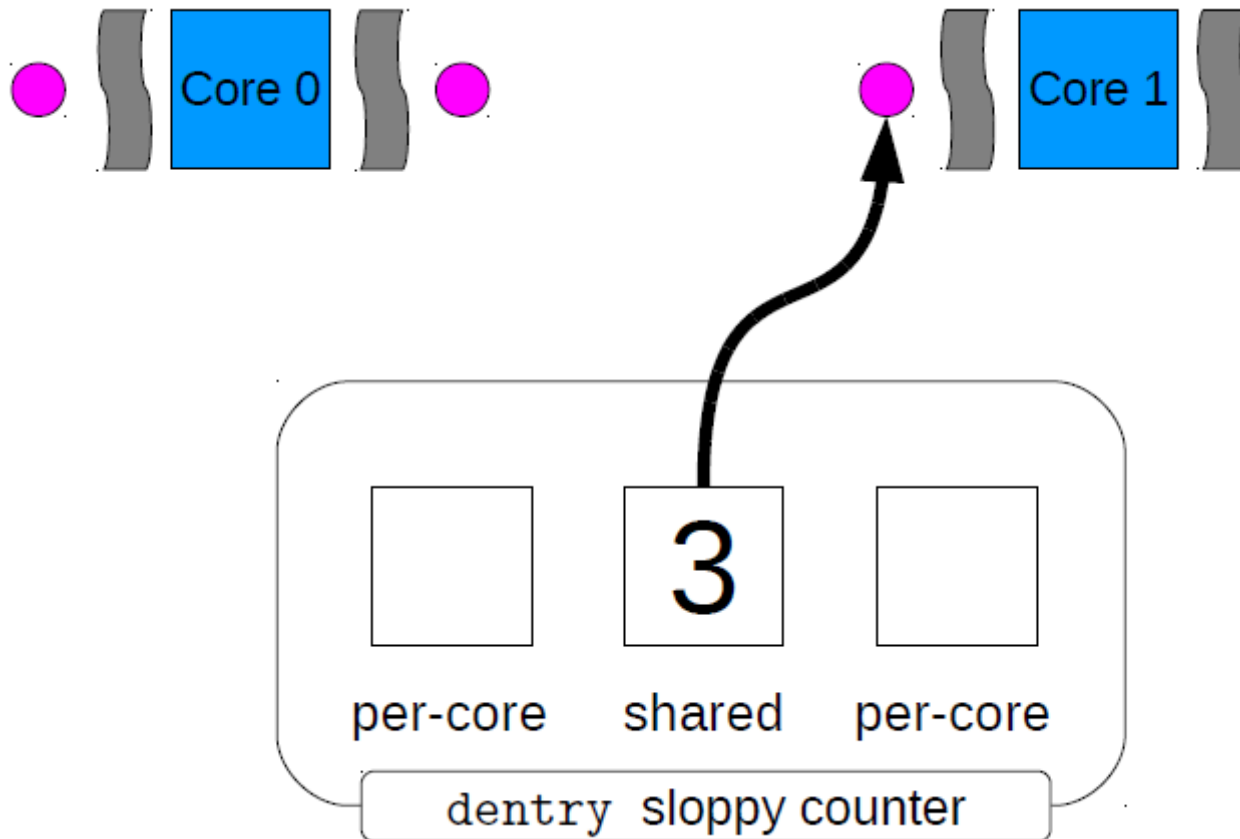 Core 0
Core 1
3
per-core
shared
per-core
dentry sloppy counter